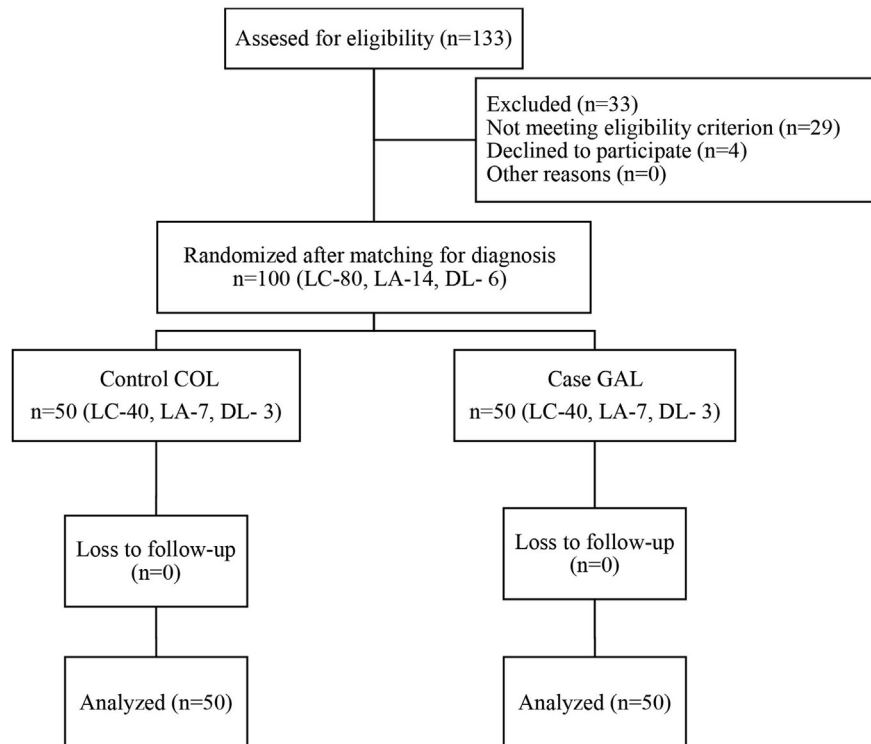 Assesed for eligibility (n=133)
Excluded (n=33)
Not meeting eligibility criterion (n=29)
Declined to participate (n=4)
Other reasons (n=0)
Randomized after matching for diagnosis
n=100 (LC-80, LA-14, DL- 6)
Control COL
n=50 (LC-40, LA-7, DL- 3)
Case GAL
n=50 (LC-40, LA-7, DL- 3)
Loss to follow-up
(n=0)
Loss to follow-up
(n=0)
Analyzed (n=50)
Analyzed (n=50)